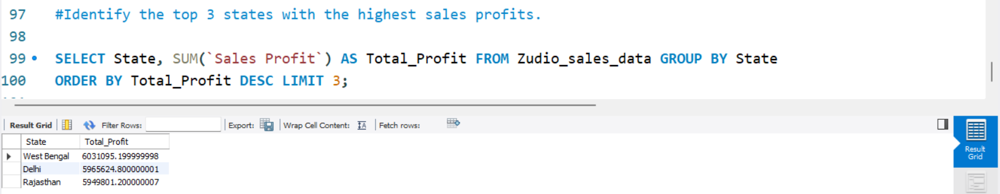 97 #Identify the top 3 states with the highest sales profits.
98
99 SELECT State, SUM(`Sales Profit`) AS Total_Profit FROM Zudio_sales_data GROUP BY State
100 ORDER BY Total_Profit DESC LIMIT 3;
Result Grid Filter Rows: Export: Wrap Cell Content: IA Fetch rows:
State Total_Profit
West Bengal 6031095.199999998
Delhi 5965624.800000001
Rajasthan 5949801.200000007
Result
Grid